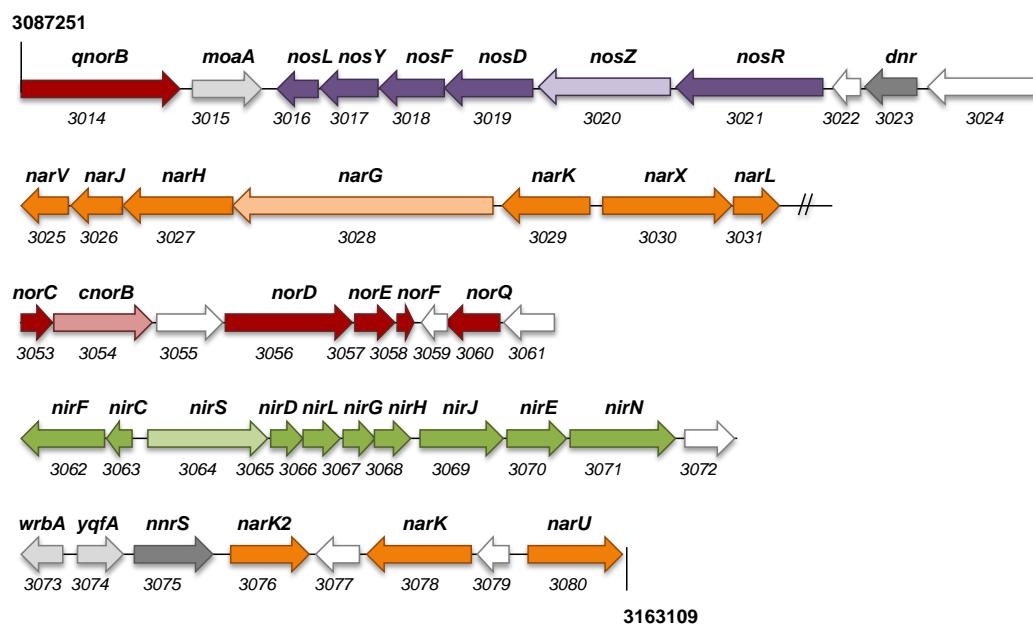 3087251
qnorB moaA nosL nosY nosF nosD nosZ nosR dnr
3014 3015 3016 3017 3018 3019 3020 3021 3022 3023 3024
narV narJ narH narG narK narX narL
3025 3026 3027 3028 3029 3030 3031
norC cnorB norD norE norF norQ
3053 3054 3055 3056 3057 3058 3059 3060 3061
nirF nirC nirS nirD nirL nirG nirH nirJ nirE nirN
3062 3063 3064 3065 3066 3067 3068 3069 3070 3071 3072
wrbA yqfA nnrS narK2 narK narU
3073 3074 3075 3076 3077 3078 3079 3080
3163109